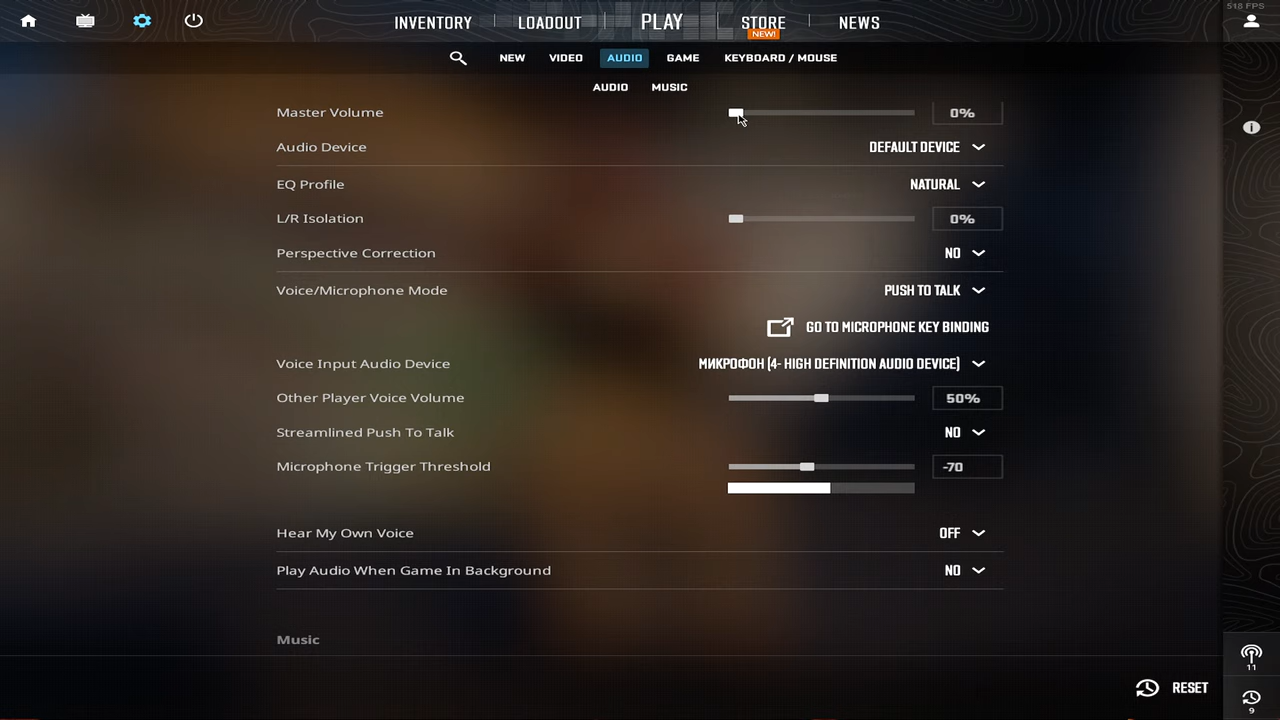 518 FPS
INVENTORY
LOADOUT
PLAY
STORE
NEW!
NEWS
NEW
VIDEO
AUDIO
GAME
KEYBOARD / MOUSE
AUDIO
MUSIC
Master Volume 0%
Audio Device DEFAULT DEVICE
EQ Profile NATURAL
L/R Isolation 0%
Perspective Correction NO
Voice/Microphone Mode PUSH TO TALK
GO TO MICROPHONE KEY BINDING
Voice Input Audio Device МИКРОФОН (4- HIGH DEFINITION AUDIO DEVICE)
Other Player Voice Volume 50%
Streamlined Push To Talk NO
Microphone Trigger Threshold -70
Hear My Own Voice OFF
Play Audio When Game In Background NO
Music
11
RESET
9